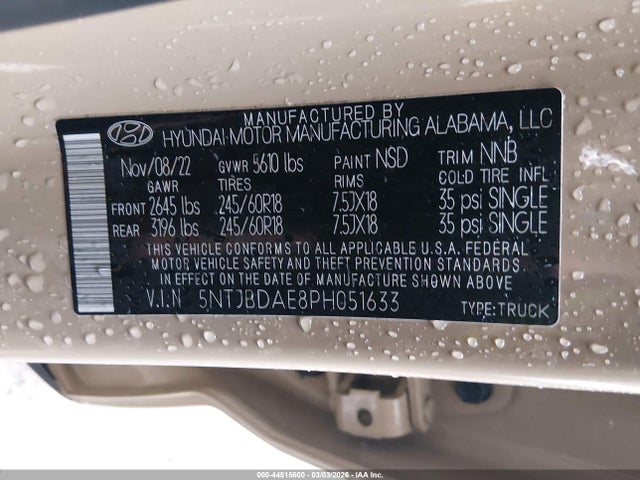 MANUFACTURED BY
HYUNDAI MOTOR MANUFACTURING ALABAMA, LLC
Nov/08/22 GVWR 5610 lbs PAINT NSD TRIM NNB
GAWR TIRES RIMS COLD TIRE INFL
FRONT 2645 lbs 245/60R18 7.5JX18 35 psi SINGLE
REAR 3196 lbs 245/60R18 7.5JX18 35 psi SINGLE
THIS VEHICLE CONFORMS TO ALL APPLICABLE U.S.A. FEDERAL
MOTOR VEHICLE SAFETY AND THEFT PREVENTION STANDARDS
IN EFFECT ON THE DATE OF MANUFACTURE SHOWN ABOVE
V.I.N 5NTJBDAE8PH051633 TYPE:TRUCK
000-44515600 - 03/03/2026 - IAA Inc.